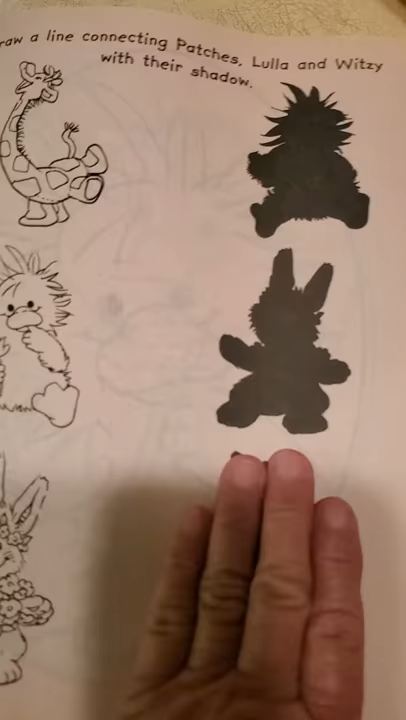 raw a line connecting Patches, Lulla and Witzy
with their shadow.